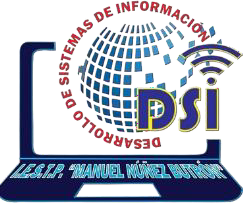 DESARROLLO DE SISTEMAS DE INFORMACIÓN
DSI
I.E.S.T.P. "MANUEL NÚÑEZ BUTRÓN"